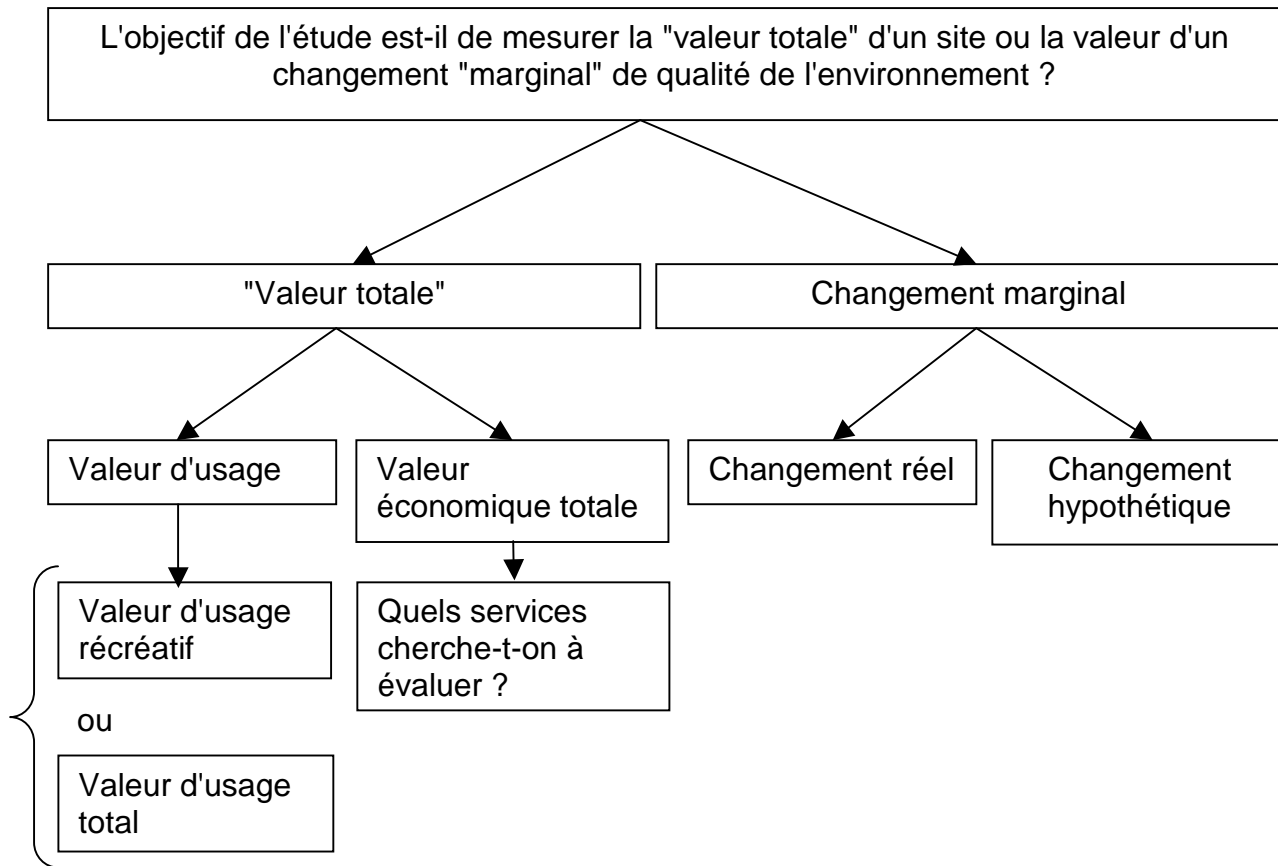 L'objectif de l'étude est-il de mesurer la "valeur totale" d'un site ou la valeur d'un
changement "marginal" de qualité de l'environnement ?
"Valeur totale"
Changement marginal
Valeur d'usage
Valeur
économique totale
Changement réel
Changement
hypothétique
Valeur d'usage
récréatif
Quels services
cherche-t-on à
évaluer ?
ou
Valeur d'usage
total